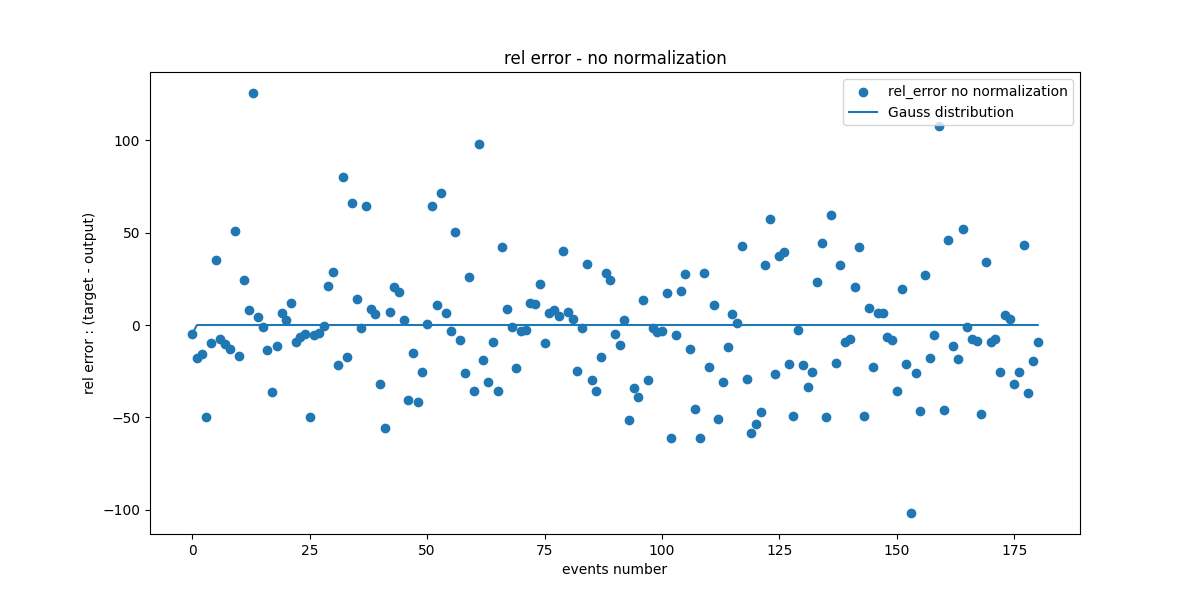 rel error - no normalization
rel_error no normalization
Gauss distribution
rel error : (target - output)
100
50
0
−50
−100
0
25
50
75
100
125
150
175
events number